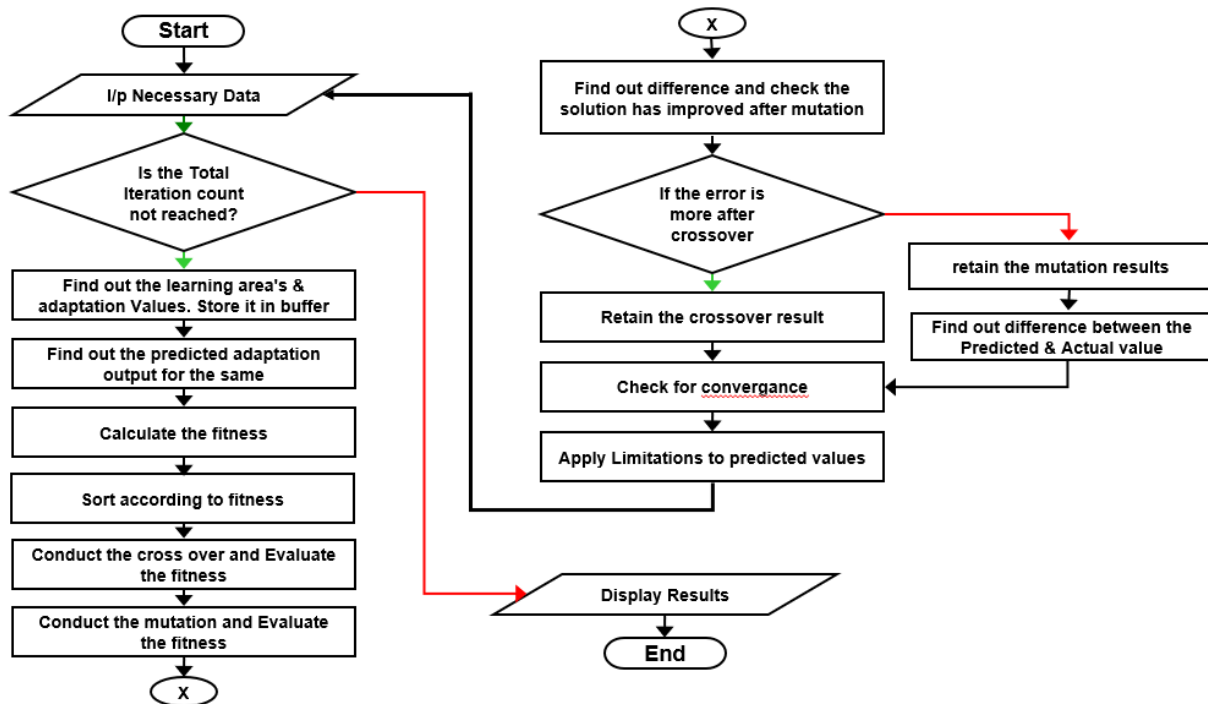 Start
I/p Necessary Data
Is the Total
Iteration count
not reached?
Find out the learning area's &
adaptation Values. Store it in buffer
Find out the predicted adaptation
output for the same
Calculate the fitness
Sort according to fitness
Conduct the cross over and Evaluate
the fitness
Conduct the mutation and Evaluate
the fitness
X
X
Find out difference and check the
solution has improved after mutation
If the error is
more after
crossover
retain the mutation results
Find out difference between the
Predicted & Actual value
Retain the crossover result
Check for convergance
Apply Limitations to predicted values
Display Results
End